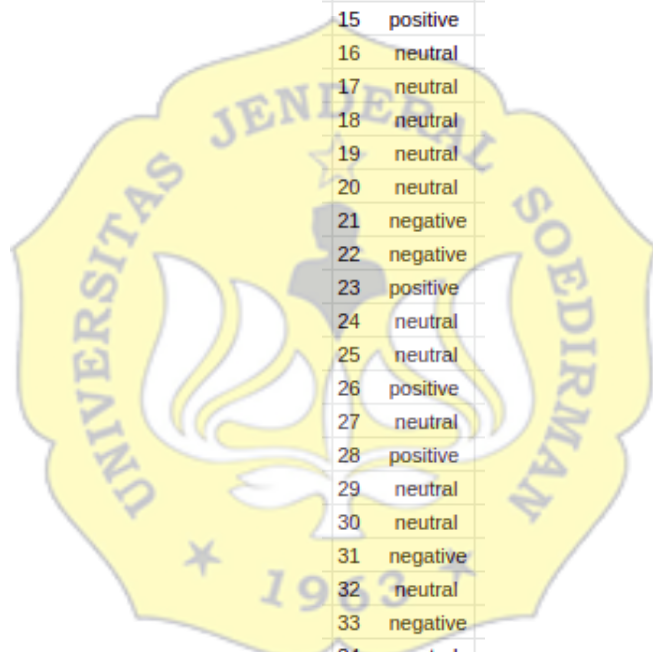 15 positive
16 neutral
17 neutral
18 neutral
19 neutral
20 neutral
21 negative
22 negative
23 positive
24 neutral
25 neutral
26 positive
27 neutral
28 positive
29 neutral
30 neutral
31 negative
32 neutral
33 negative
UNIVERSITAS JENDERAL SOEDIRMAN
1963